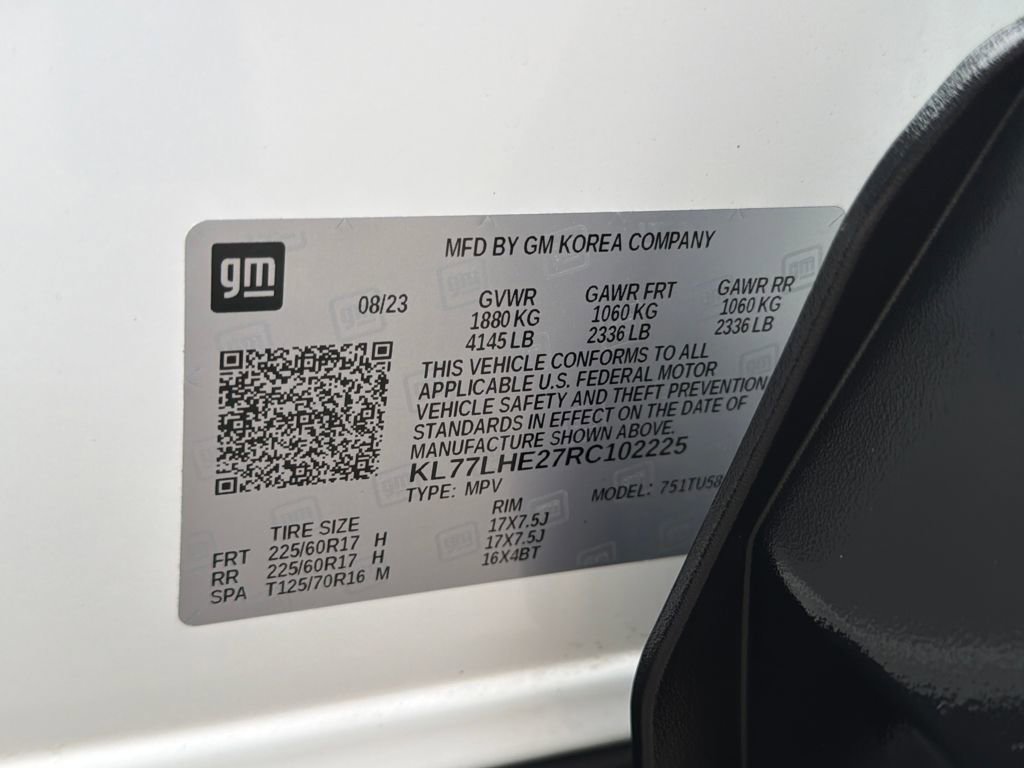 gm
MFD BY GM KOREA COMPANY
08/23
GVWR
1880 KG
4145 LB
GAWR FRT
1060 KG
2336 LB
GAWR RR
1060 KG
2336 LB
THIS VEHICLE CONFORMS TO ALL
APPLICABLE U.S. FEDERAL MOTOR
VEHICLE SAFETY AND THEFT PREVENTION
STANDARDS IN EFFECT ON THE DATE OF
MANUFACTURE SHOWN ABOVE.
KL77LHE27RC102225
TYPE: MPV
MODEL: 751TU58
TIRE SIZE
RIM
FRT 225/60R17 H 17X7.5J
RR 225/60R17 H 17X7.5J
SPA T125/70R16 M 16X4BT